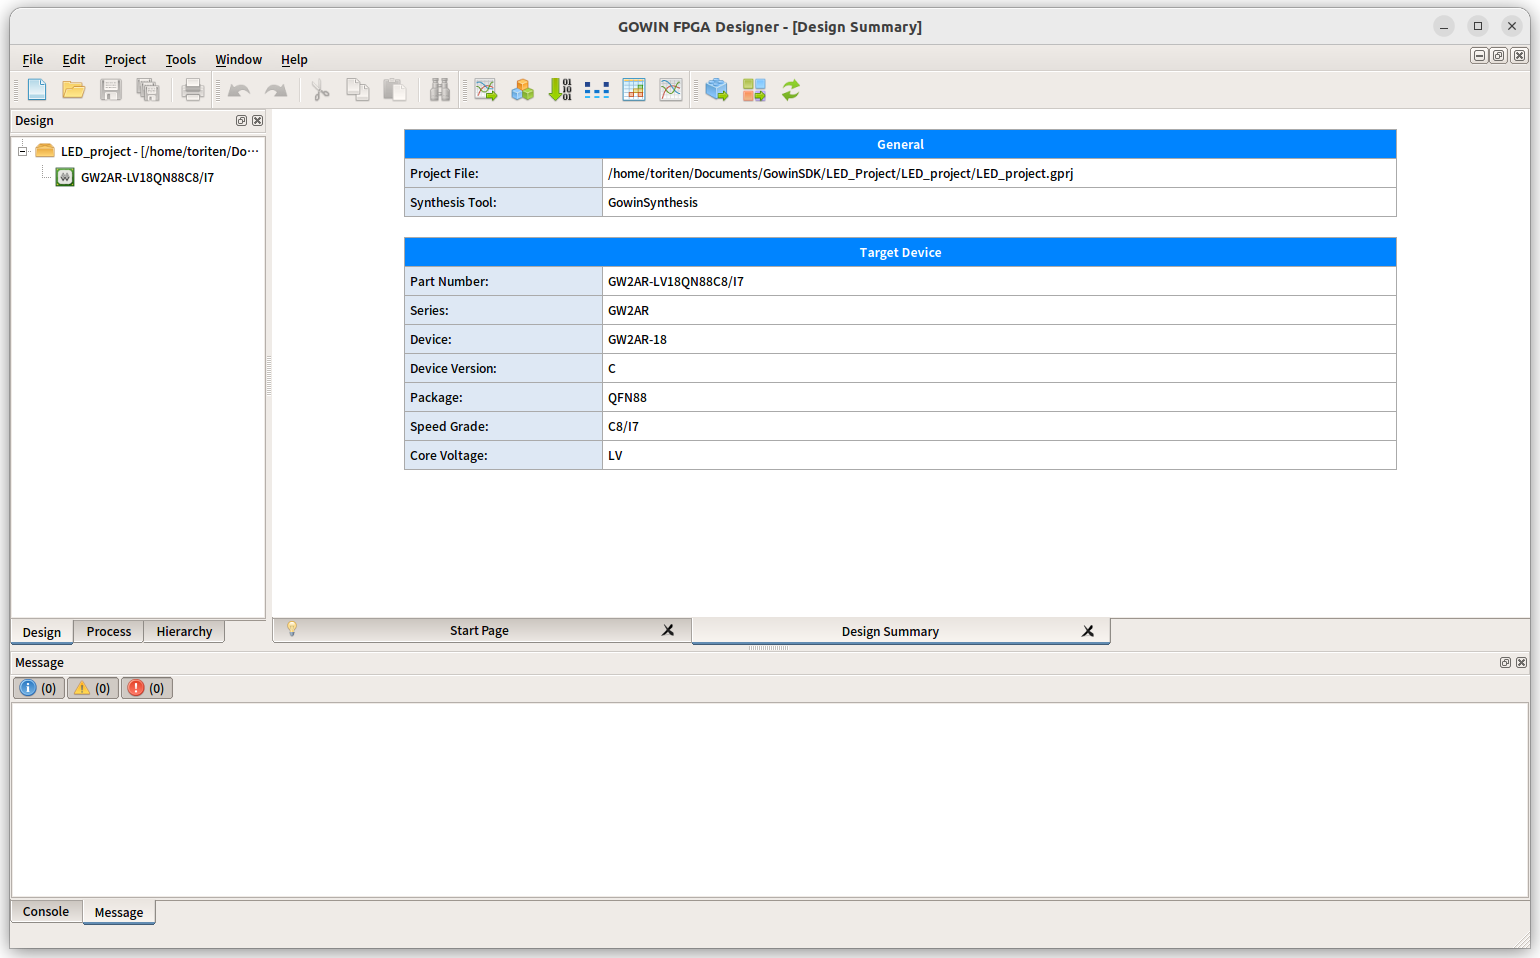 GOWIN FPGA Designer - [Design Summary]
File Edit Project Tools Window Help
Design
LED_project - [/home/toriten/Do···
GW2AR-LV18QN88C8/I7
General
Project File: /home/toriten/Documents/GowinSDK/LED_Project/LED_project/LED_project.gprj
Synthesis Tool: GowinSynthesis
Target Device
Part Number: GW2AR-LV18QN88C8/I7
Series: GW2AR
Device: GW2AR-18
Device Version: C
Package: QFN88
Speed Grade: C8/I7
Core Voltage: LV
Design Process Hierarchy
Start Page Design Summary
Message
(0) (0) (0)
Console Message